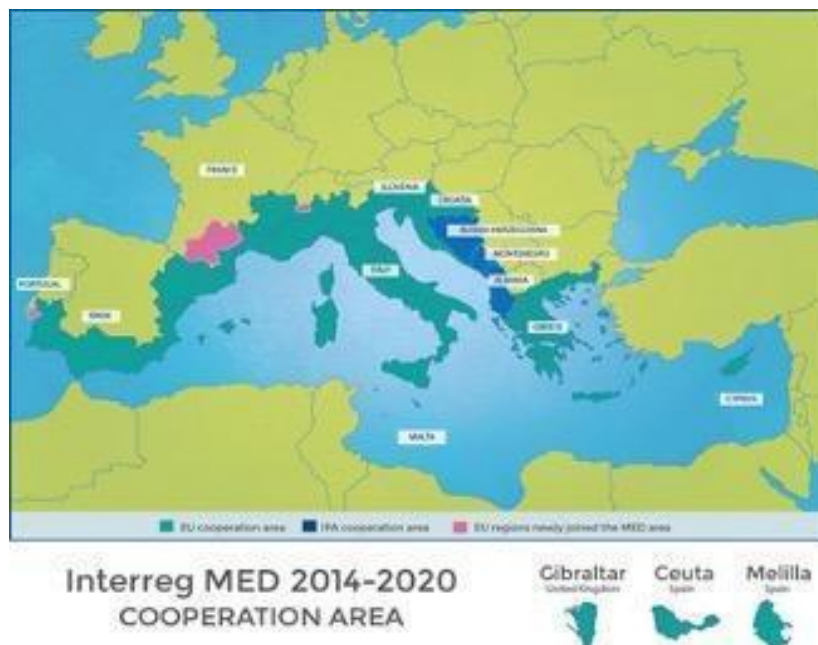 FRANCE
SLOVENIA
CROATIA
BOSNIA-HERZEGOVINA
MONTENEGRO
ALBANIA
PORTUGAL
SPAIN
ITALY
GREECE
CYPRUS
MALTA
EU cooperation area
IPA cooperation area
EU regions newly joined the MED area
Interreg MED 2014-2020
COOPERATION AREA
Gibraltar
United Kingdom
Ceuta
Spain
Melilla
Spain